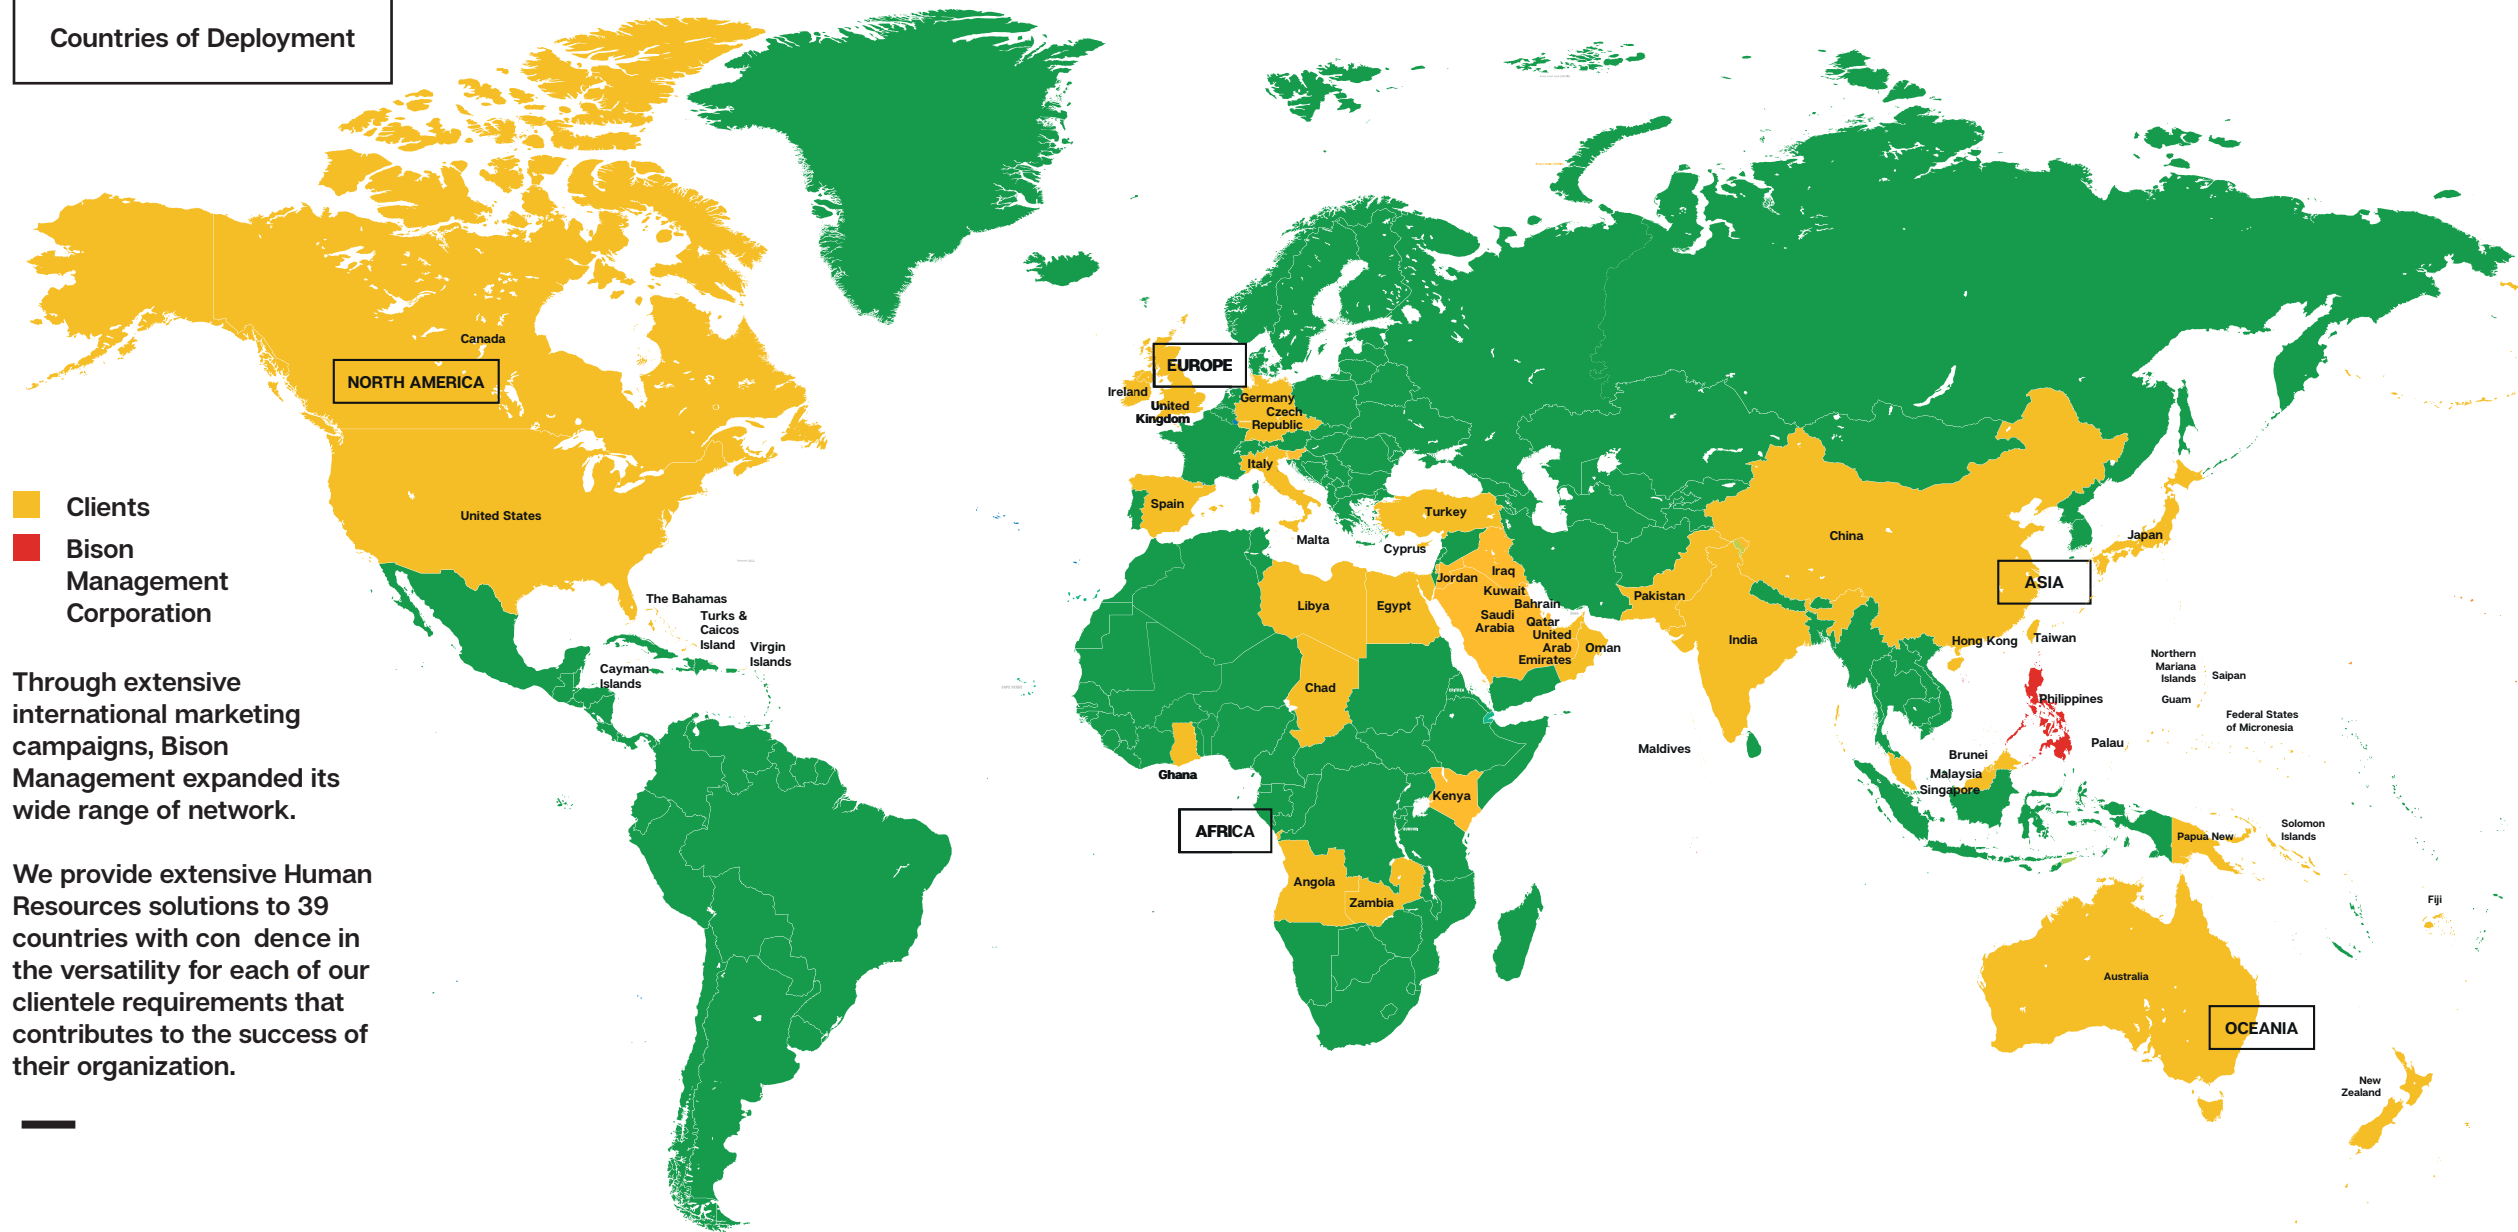 Countries of Deployment
Canada
NORTH AMERICA
United States
Clients
Bison
Management
Corporation
Through extensive
international marketing
campaigns, Bison
Management expanded its
wide range of network.
We provide extensive Human
Resources solutions to 39
countries with con dence in
the versatility for each of our
clientele requirements that
contributes to the success of
their organization.
The Bahamas
Turks &
Caicos
Island
Virgin
Islands
Cayman
Islands
EUROPE
Ireland
United
Kingdom
Germany
Czech
Republic
Italy
Spain
Malta
Turkey
Cyprus
Libya
Egypt
Chad
Ghana
AFRICA
Kenya
Angola
Zambia
Jordan
Iraq
Kuwait
Bahrain
Saudi
Arabia
Qatar
United
Arab
Emirates
Oman
Pakistan
India
Maldives
China
Japan
ASIA
Hong Kong
Taiwan
Philippines
Brunei
Malaysia
Singapore
Northern
Mariana
Islands
Saipan
Guam
Federal States
of Micronesia
Palau
Papua New
Solomon
Islands
Fiji
Australia
OCEANIA
New
Zealand